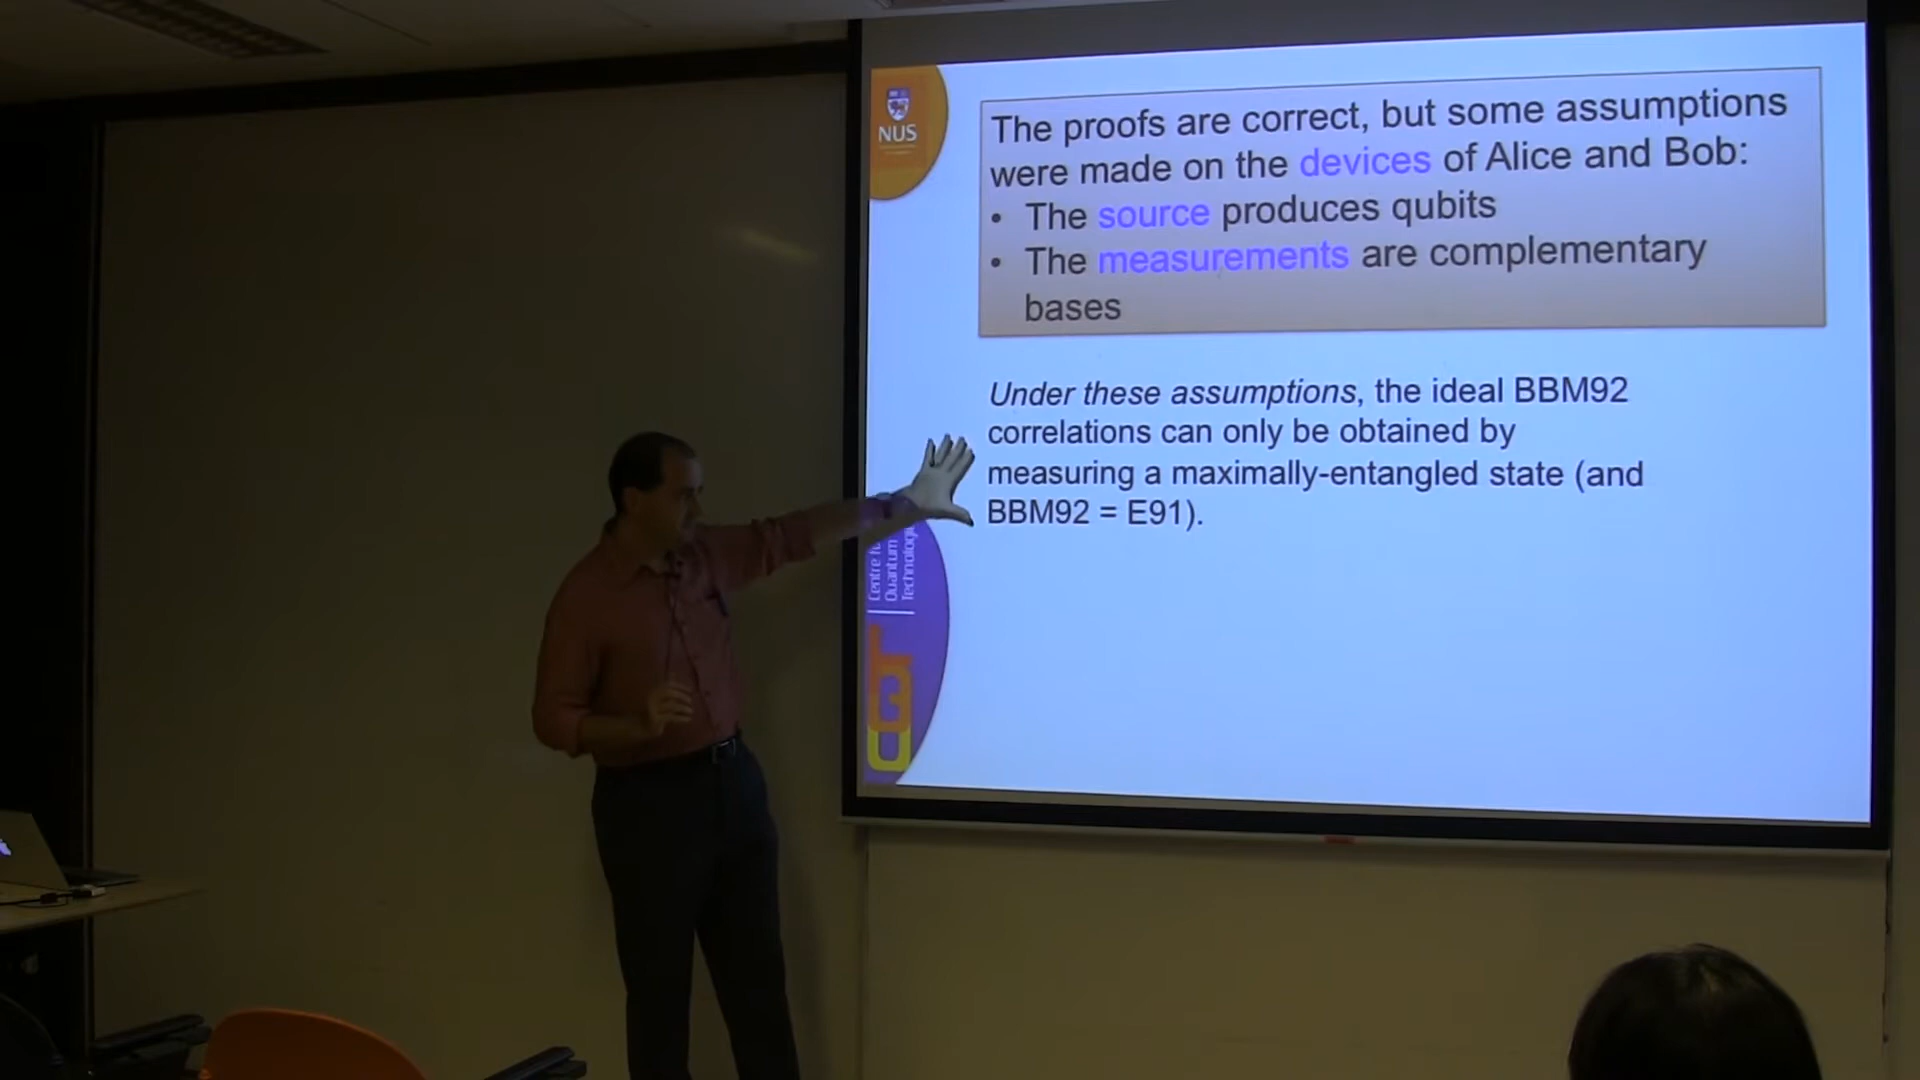 NUS
The proofs are correct, but some assumptions
were made on the devices of Alice and Bob:
• The source produces qubits
• The measurements are complementary
bases
Under these assumptions, the ideal BBM92
correlations can only be obtained by
measuring a maximally-entangled state (and
BBM92 = E91).
Centre
Quantum